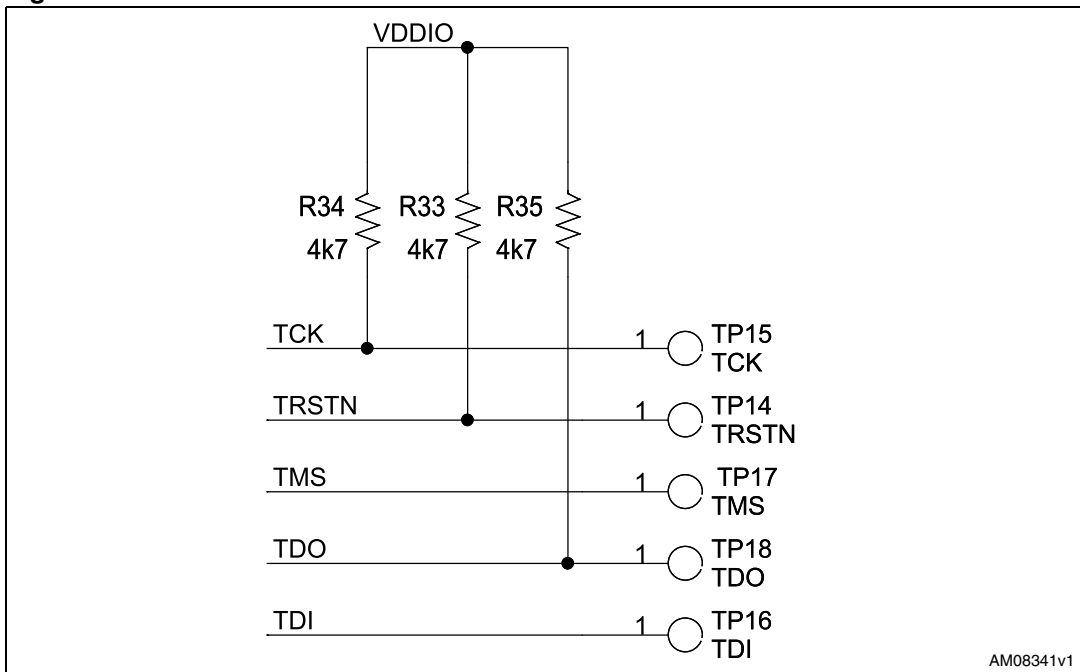 VDDIO
R34 R33 R35
4k7 4k7 4k7
TCK 1 TP15
TCK
TRSTN 1 TP14
TRSTN
TMS 1 TP17
TMS
TDO 1 TP18
TDO
TDI 1 TP16
TDI
AM08341v1